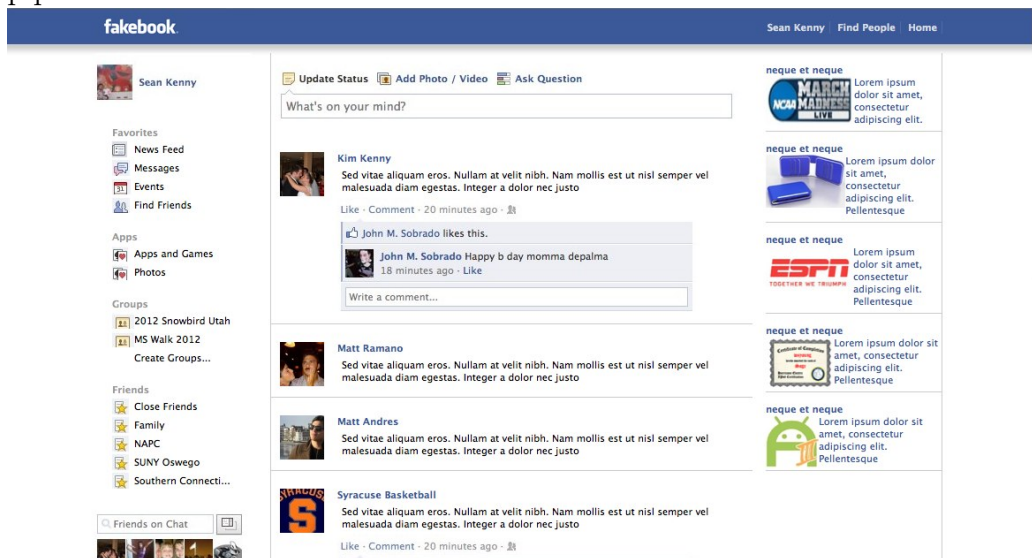 fakebook
Sean Kenny Find People Home
Sean Kenny
Favorites
News Feed
Messages
31 Events
Find Friends
Apps
Apps and Games
Photos
Groups
2012 Snowbird Utah
MS Walk 2012
Create Groups...
Friends
Close Friends
Family
NAPC
SUNY Oswego
Southern Connecti...
Friends on Chat
Update Status Add Photo / Video Ask Question
What's on your mind?
Kim Kenny
Sed vitae aliquam eros. Nullam at velit nibh. Nam mollis est ut nisl semper vel
malesuada diam egestas. Integer a dolor nec justo
Like · Comment · 20 minutes ago ·
John M. Sobrado likes this.
John M. Sobrado Happy b day momma depalma
18 minutes ago · Like
Write a comment...
Matt Ramano
Sed vitae aliquam eros. Nullam at velit nibh. Nam mollis est ut nisl semper vel
malesuada diam egestas. Integer a dolor nec justo
Matt Andres
Sed vitae aliquam eros. Nullam at velit nibh. Nam mollis est ut nisl semper vel
malesuada diam egestas. Integer a dolor nec justo
SYRACUSE
S
Syracuse Basketball
Sed vitae aliquam eros. Nullam at velit nibh. Nam mollis est ut nisl semper vel
malesuada diam egestas. Integer a dolor nec justo
Like · Comment · 20 minutes ago ·
neque et neque
NCAA MARCH
MADNESS
LIVE
Lorem ipsum
dolor sit amet,
consectetur
adipiscing elit.
neque et neque
Lorem ipsum dolor
sit amet,
consectetur
adipiscing elit.
Pellentesque
neque et neque
ESPN
TOGETHER WE TRIUMPH
Lorem ipsum
dolor sit amet,
consectetur
adipiscing elit.
Pellentesque
neque et neque
Certificate of Completion
Lorem ipsum dolor sit
amet, consectetur
adipiscing elit.
Pellentesque
neque et neque
Lorem ipsum dolor sit
amet, consectetur
adipiscing elit.
Pellentesque